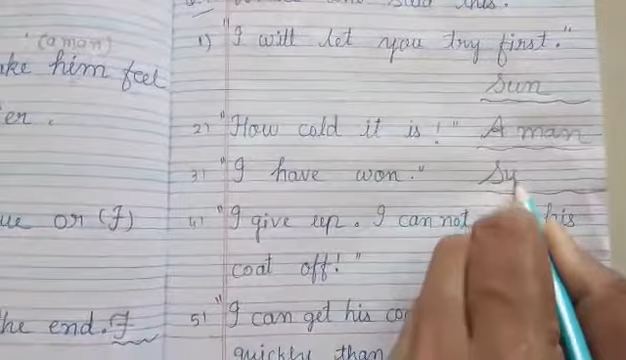 said this.
(a man)
1) "I will let you try first."
ke him feel
Sun
er.
2) "How cold it is!" A man
3) "I have won." Su
ue or (F)
4) "I give up. I can not his
coat off!"
he end. F
5) "I can get his co
quickly than